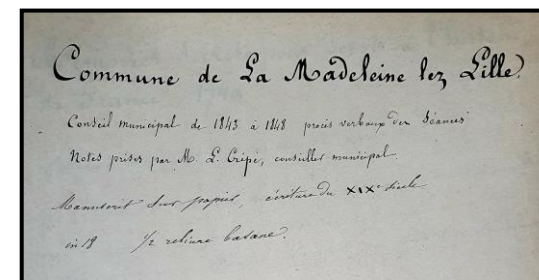 Commune de La Madeleine lez Lille.
Conseil municipal de 1843 à 1848 procès verbaux des Séances
Notes prises par M. L. Crépi, conseiller municipal.
Manuscrit sur papier, écriture du XIXe siècle
in 18 1/2 reliure basane.